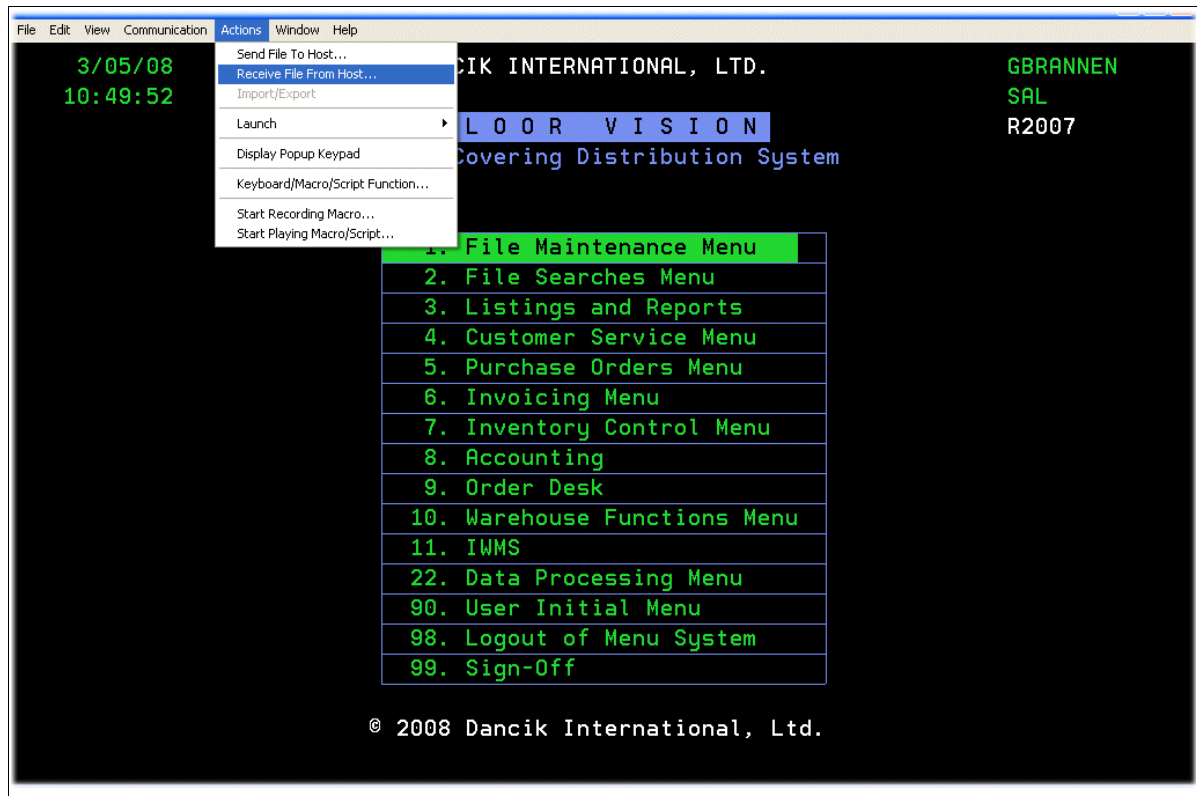 File Edit View Communication Actions Window Help
3/05/08
Send File To Host...
CIK INTERNATIONAL, LTD.
GBRANNEN
Receive File From Host...
10:49:52
Import/Export
SAL
Launch
LOOR VISION
R2007
Display Popup Keypad
Covering Distribution System
Keyboard/Macro/Script Function...
Start Recording Macro...
Start Playing Macro/Script...
1. File Maintenance Menu
2. File Searches Menu
3. Listings and Reports
4. Customer Service Menu
5. Purchase Orders Menu
6. Invoicing Menu
7. Inventory Control Menu
8. Accounting
9. Order Desk
10. Warehouse Functions Menu
11. IWMS
22. Data Processing Menu
90. User Initial Menu
98. Logout of Menu System
99. Sign-Off
© 2008 Dancik International, Ltd.